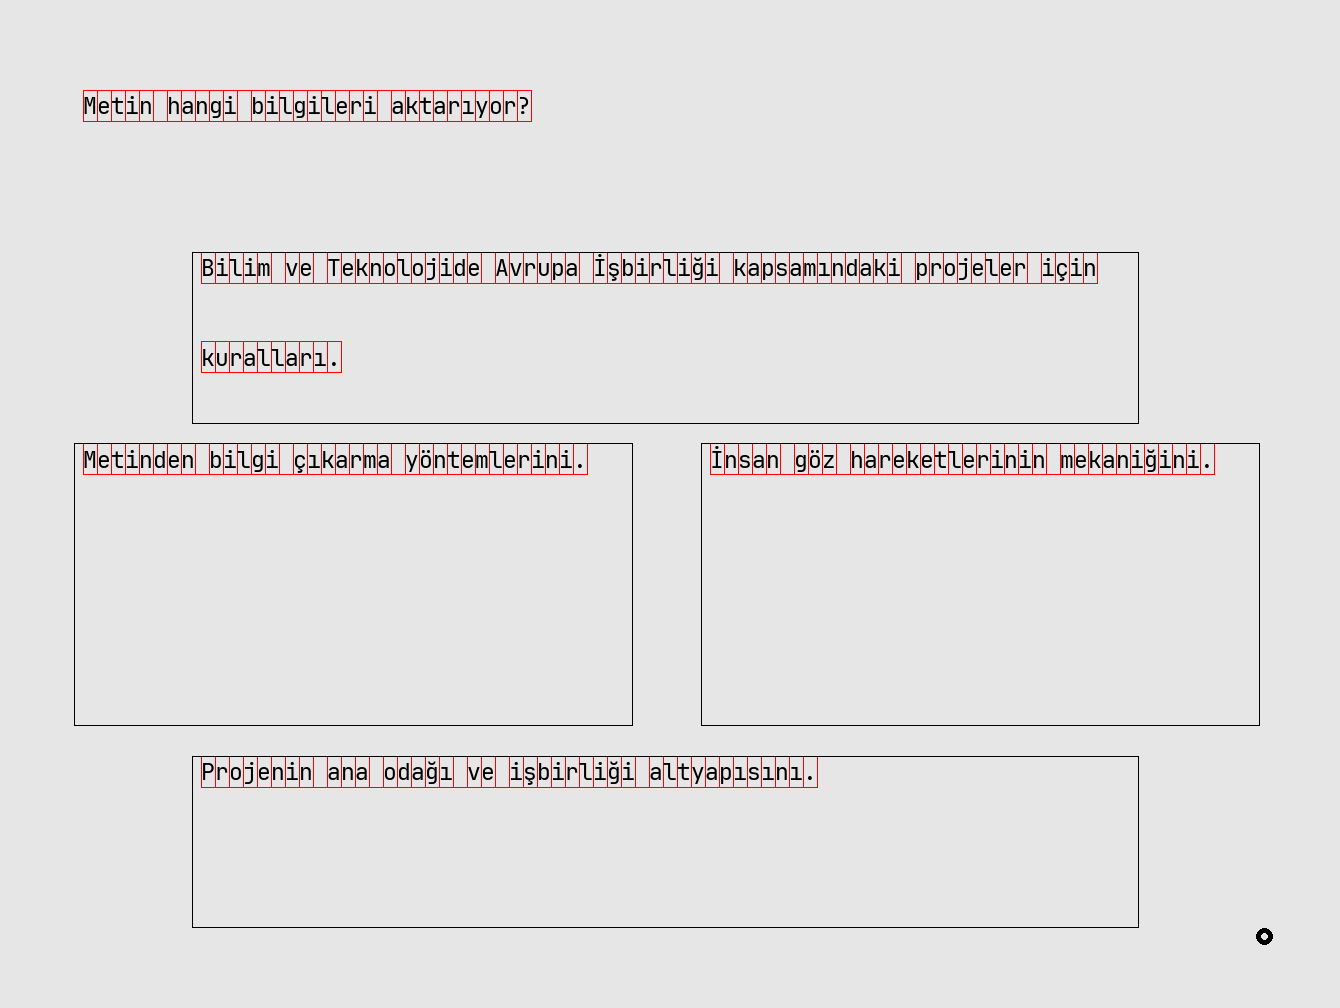 Metin hangi bilgileri aktarıyor?
Bilim ve Teknolojide Avrupa İşbirliği kapsamındaki projeler için
kuralları.
Metinden bilgi çıkarma yöntemlerini.
İnsan göz hareketlerinin mekaniğini.
Projenin ana odağı ve işbirliği altyapısını.